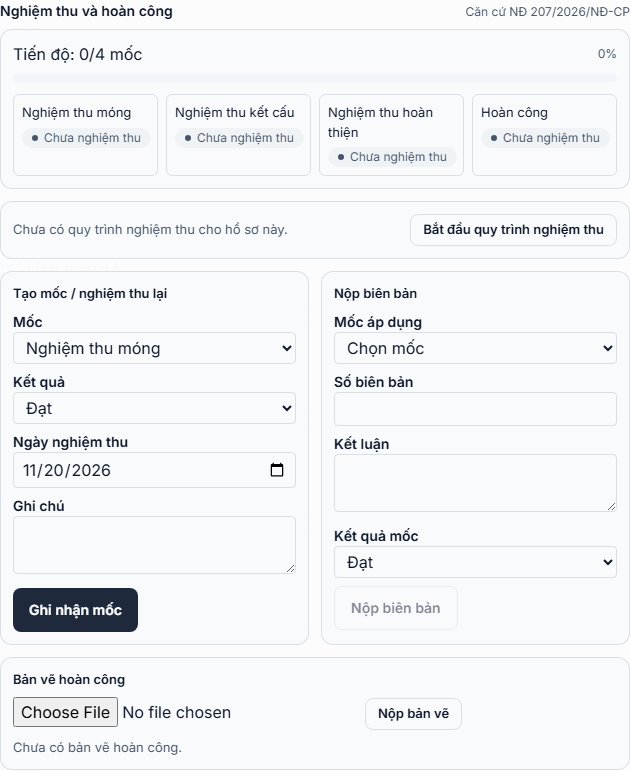 Nghiệm thu và hoàn công
Căn cứ NĐ 207/2026/NĐ-CP
Tiến độ: 0/4 mốc
0%
Nghiệm thu móng
Chưa nghiệm thu
Nghiệm thu kết cấu
Chưa nghiệm thu
Nghiệm thu hoàn
thiện
Chưa nghiệm thu
Hoàn công
Chưa nghiệm thu
Chưa có quy trình nghiệm thu cho hồ sơ này.
Bắt đầu quy trình nghiệm thu
Tạo mốc / nghiệm thu lại
Mốc
Nghiệm thu móng
Kết quả
Đạt
Ngày nghiệm thu
11/20/2026
Ghi chú
Ghi nhận mốc
Nộp biên bản
Mốc áp dụng
Chọn mốc
Số biên bản
Kết luận
Kết quả mốc
Đạt
Nộp biên bản
Bản vẽ hoàn công
Choose File No file chosen
Nộp bản vẽ
Chưa có bản vẽ hoàn công.